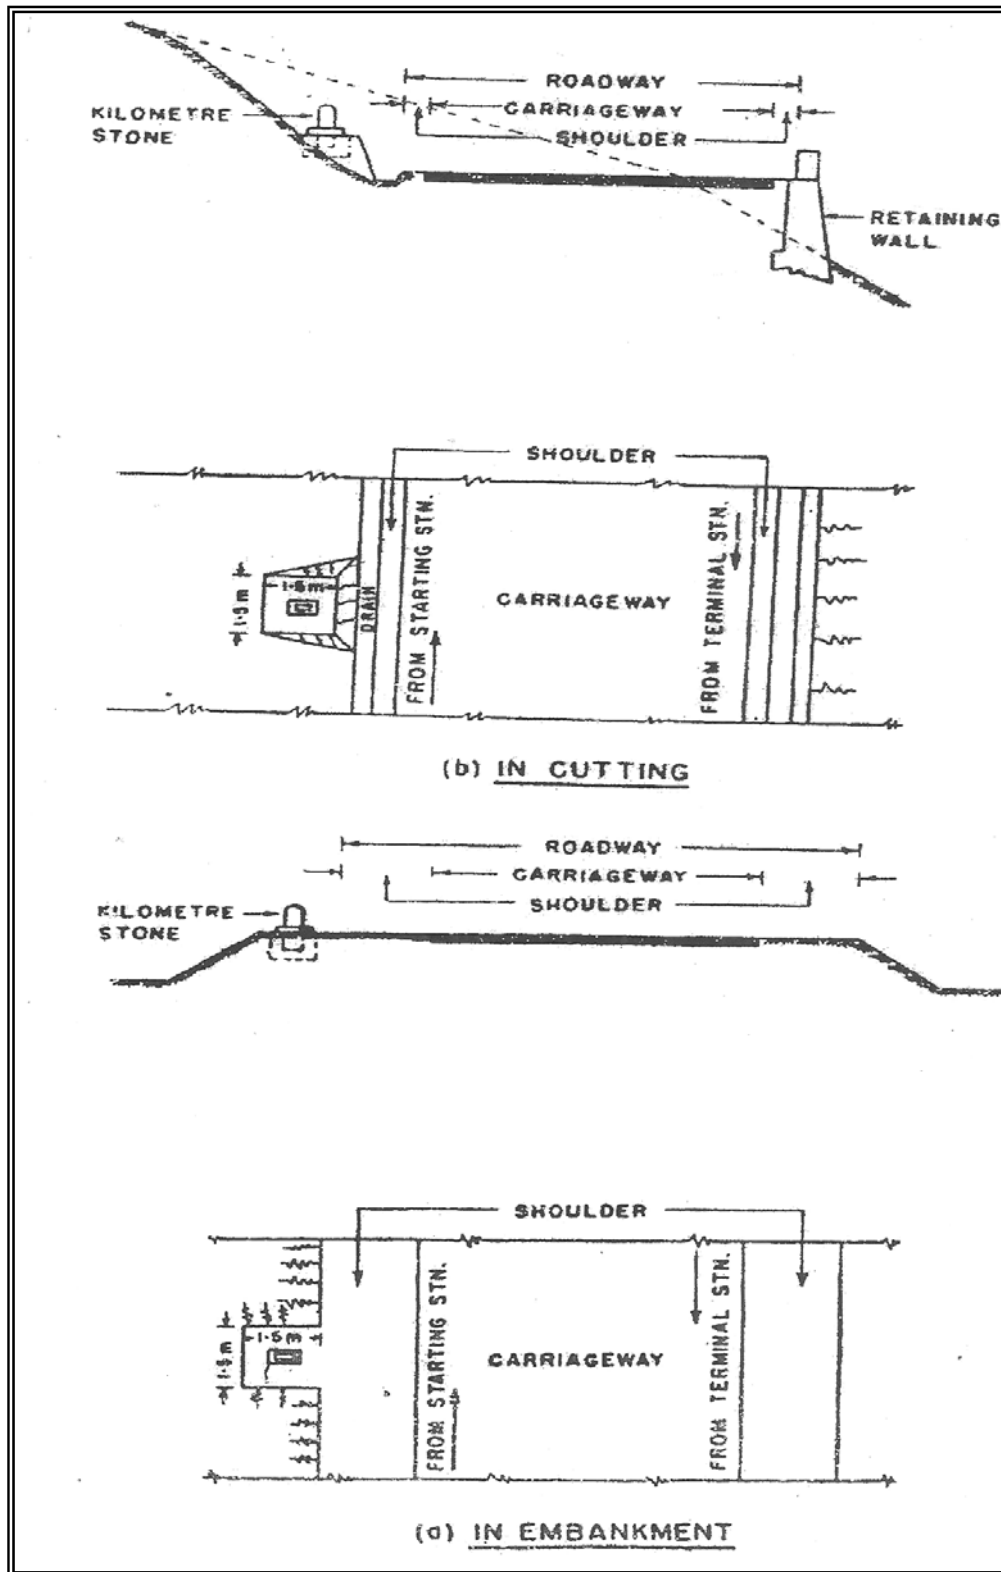 ROADWAY
KILOMETRE
STONE
CARRIAGEWAY
SHOULDER
RETAINING
WALL
SHOULDER
FROM STARTING STN.
FROM TERMINAL STN.
1·5m
1·5m
DRAIN
CARRIAGEWAY
(b) IN CUTTING
ROADWAY
CARRIAGEWAY
SHOULDER
KILOMETRE
STONE
SHOULDER
FROM STARTING STN.
FROM TERMINAL STN.
1·5m
1·5m
CARRIAGEWAY
(a) IN EMBANKMENT